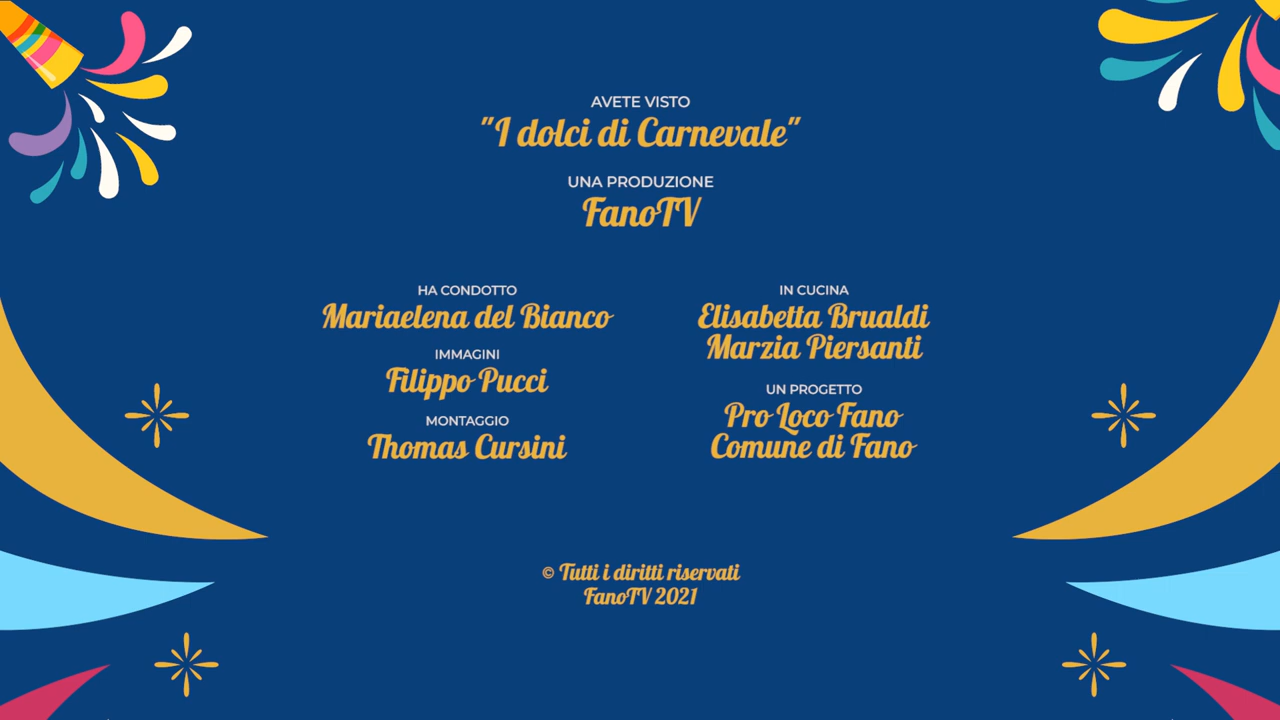 AVETE VISTO
"I dolci di Carnevale"
UNA PRODUZIONE
FanoTV
HA CONDOTTO
Mariaelena del Bianco
IMMAGINI
Filippo Pucci
MONTAGGIO
Thomas Cursini
IN CUCINA
Elisabetta Brualdi
Marzia Piersanti
UN PROGETTO
Pro Loco Fano
Comune di Fano
© Tutti i diritti riservati
FanoTV 2021